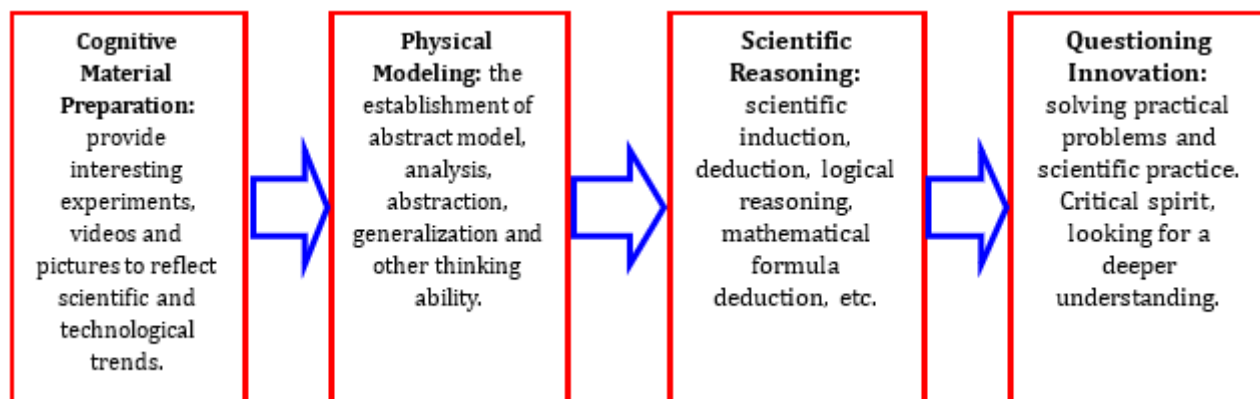 Cognitive
Material
Preparation:
provide
interesting
experiments,
videos and
pictures to reflect
scientific and
technological
trends.
Physical
Modeling: the
establishment of
abstract model,
analysis,
abstraction,
generalization and
other thinking
ability.
Scientific
Reasoning:
scientific
induction,
deduction, logical
reasoning,
mathematical
formula
deduction, etc.
Questioning
Innovation:
solving practical
problems and
scientific practice.
Critical spirit,
looking for a
deeper
understanding.